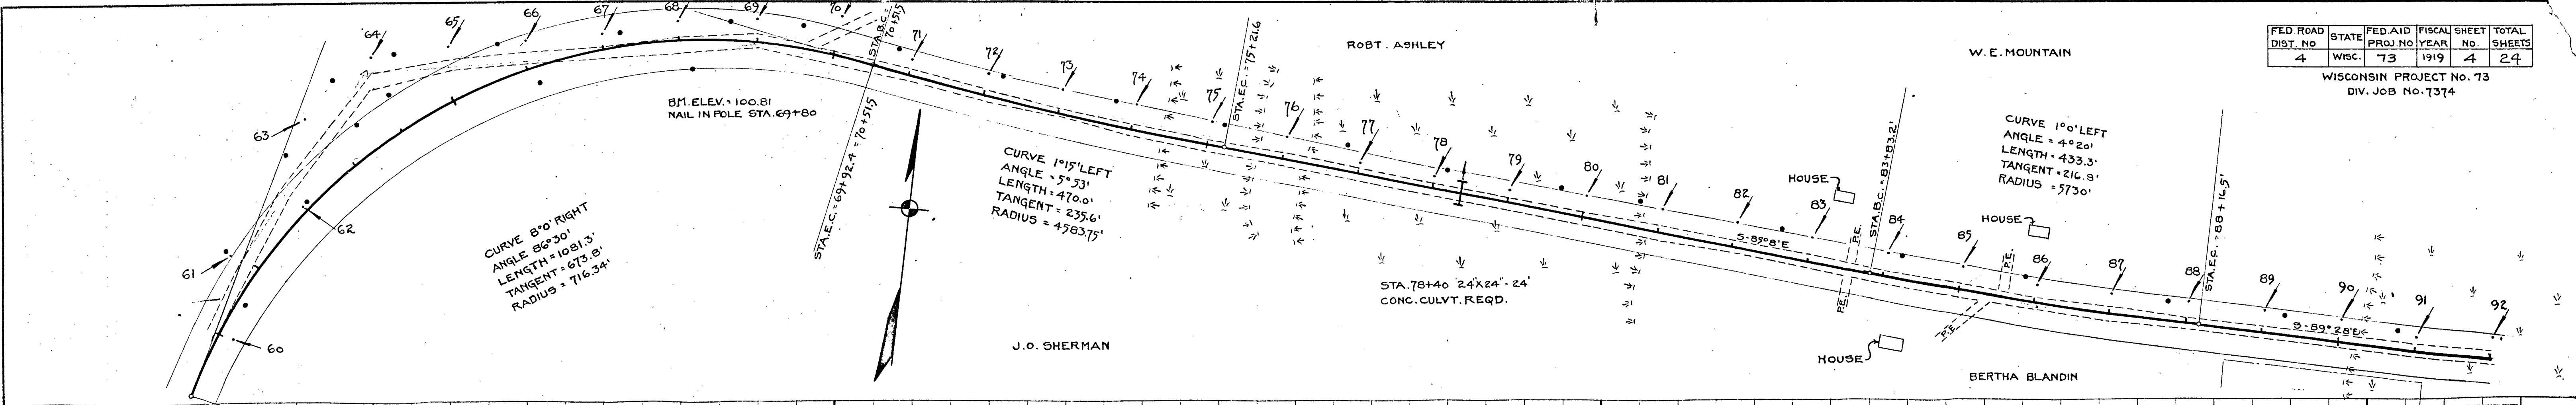 64
65
66
67
68
69
70
STA.B.C.=
70+51.5
71
72
73
74
75
STA.E.C.=75+21.6
76
77
78
79
80
81
82
83
84
85
86
87
88
89
90
91
92
63
62
61
60
ROBT. ASHLEY
W. E. MOUNTAIN
FED. ROAD DIST. NO STATE FED. AID PROJ. NO FISCAL YEAR SHEET NO. TOTAL SHEETS
4 WISC. 73 1919 4 24
WISCONSIN PROJECT NO. 73
DIV. JOB NO. 7374
BM. ELEV. = 100.81
NAIL IN POLE STA. 69+80
CURVE 8°0' RIGHT
ANGLE 86°30'
LENGTH = 1081.3'
TANGENT = 673.8'
RADIUS = 716.34'
STA.E.C. = 69+92.4 = 70+51.5
CURVE 1°15' LEFT
ANGLE = 5°53'
LENGTH = 470.0'
TANGENT = 235.6'
RADIUS = 4583.75'
STA. 78+40 24"X24"-24'
CONC. CULVT. REQD.
HOUSE
S-85°8'E
STA.B.C. = 83+83.2'
P.E.
P.E.
CURVE 1°0' LEFT
ANGLE = 4°20'
LENGTH = 433.3'
TANGENT = 216.8'
RADIUS = 5730'
HOUSE
P.E.
P.E.
STA.E.C. = 88+16.5'
S-89°28'E
HOUSE
J.O. SHERMAN
BERTHA BLANDIN